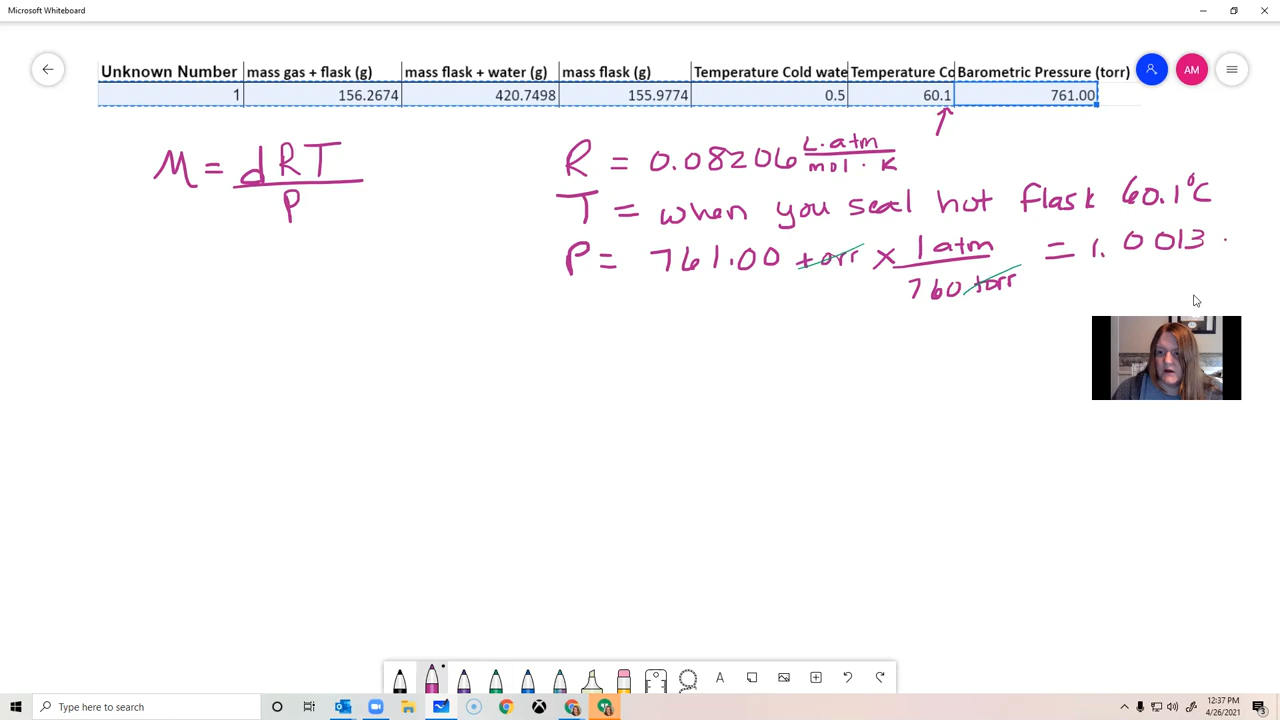 Microsoft Whiteboard
Unknown Number mass gas + flask (g) mass flask + water (g) mass flask (g) Temperature Cold wate Temperature Co Barometric Pressure (torr)
1 156.2674 420.7498 155.9774 0.5 60.1 761.00
AM
M = dRT
P
R = 0.08206 L·atm
mol·K
T = when you seal hot flask 60.1°C
P = 761.00 torr × 1 atm = 1.0013
760 torr
A
Type here to search
12:37 PM
4/26/2021
3